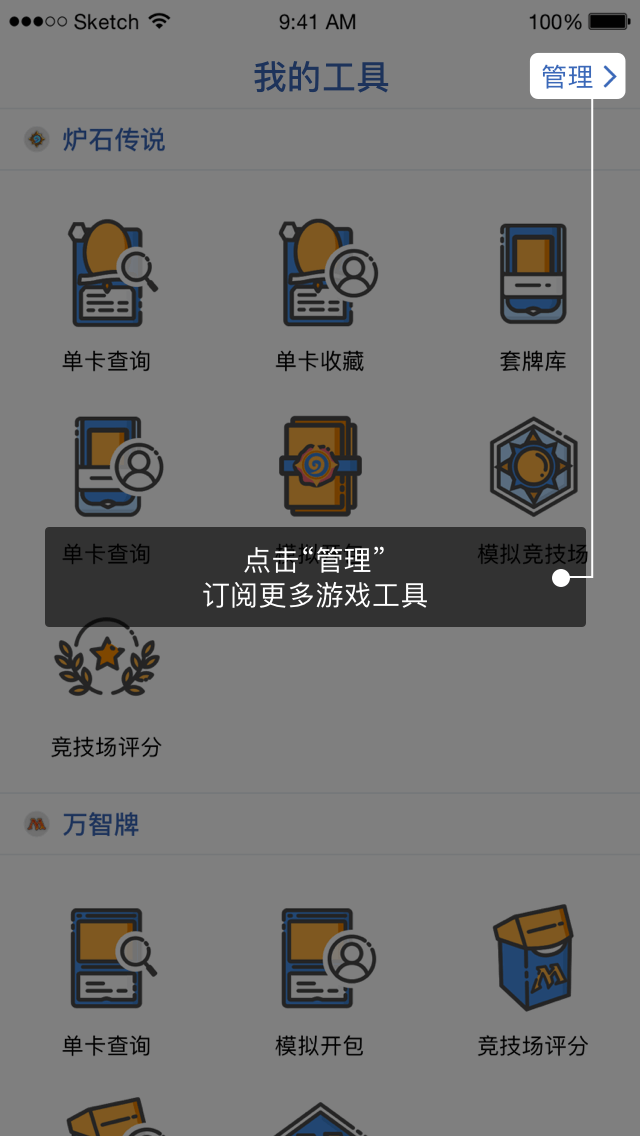 Sketch 9:41 AM 100%
我的工具
管理
炉石传说
单卡查询 单卡收藏 套牌库
单卡查询 模拟竞技场
点击“管理”
订阅更多游戏工具
竞技场评分
万智牌
单卡查询 模拟开包 竞技场评分